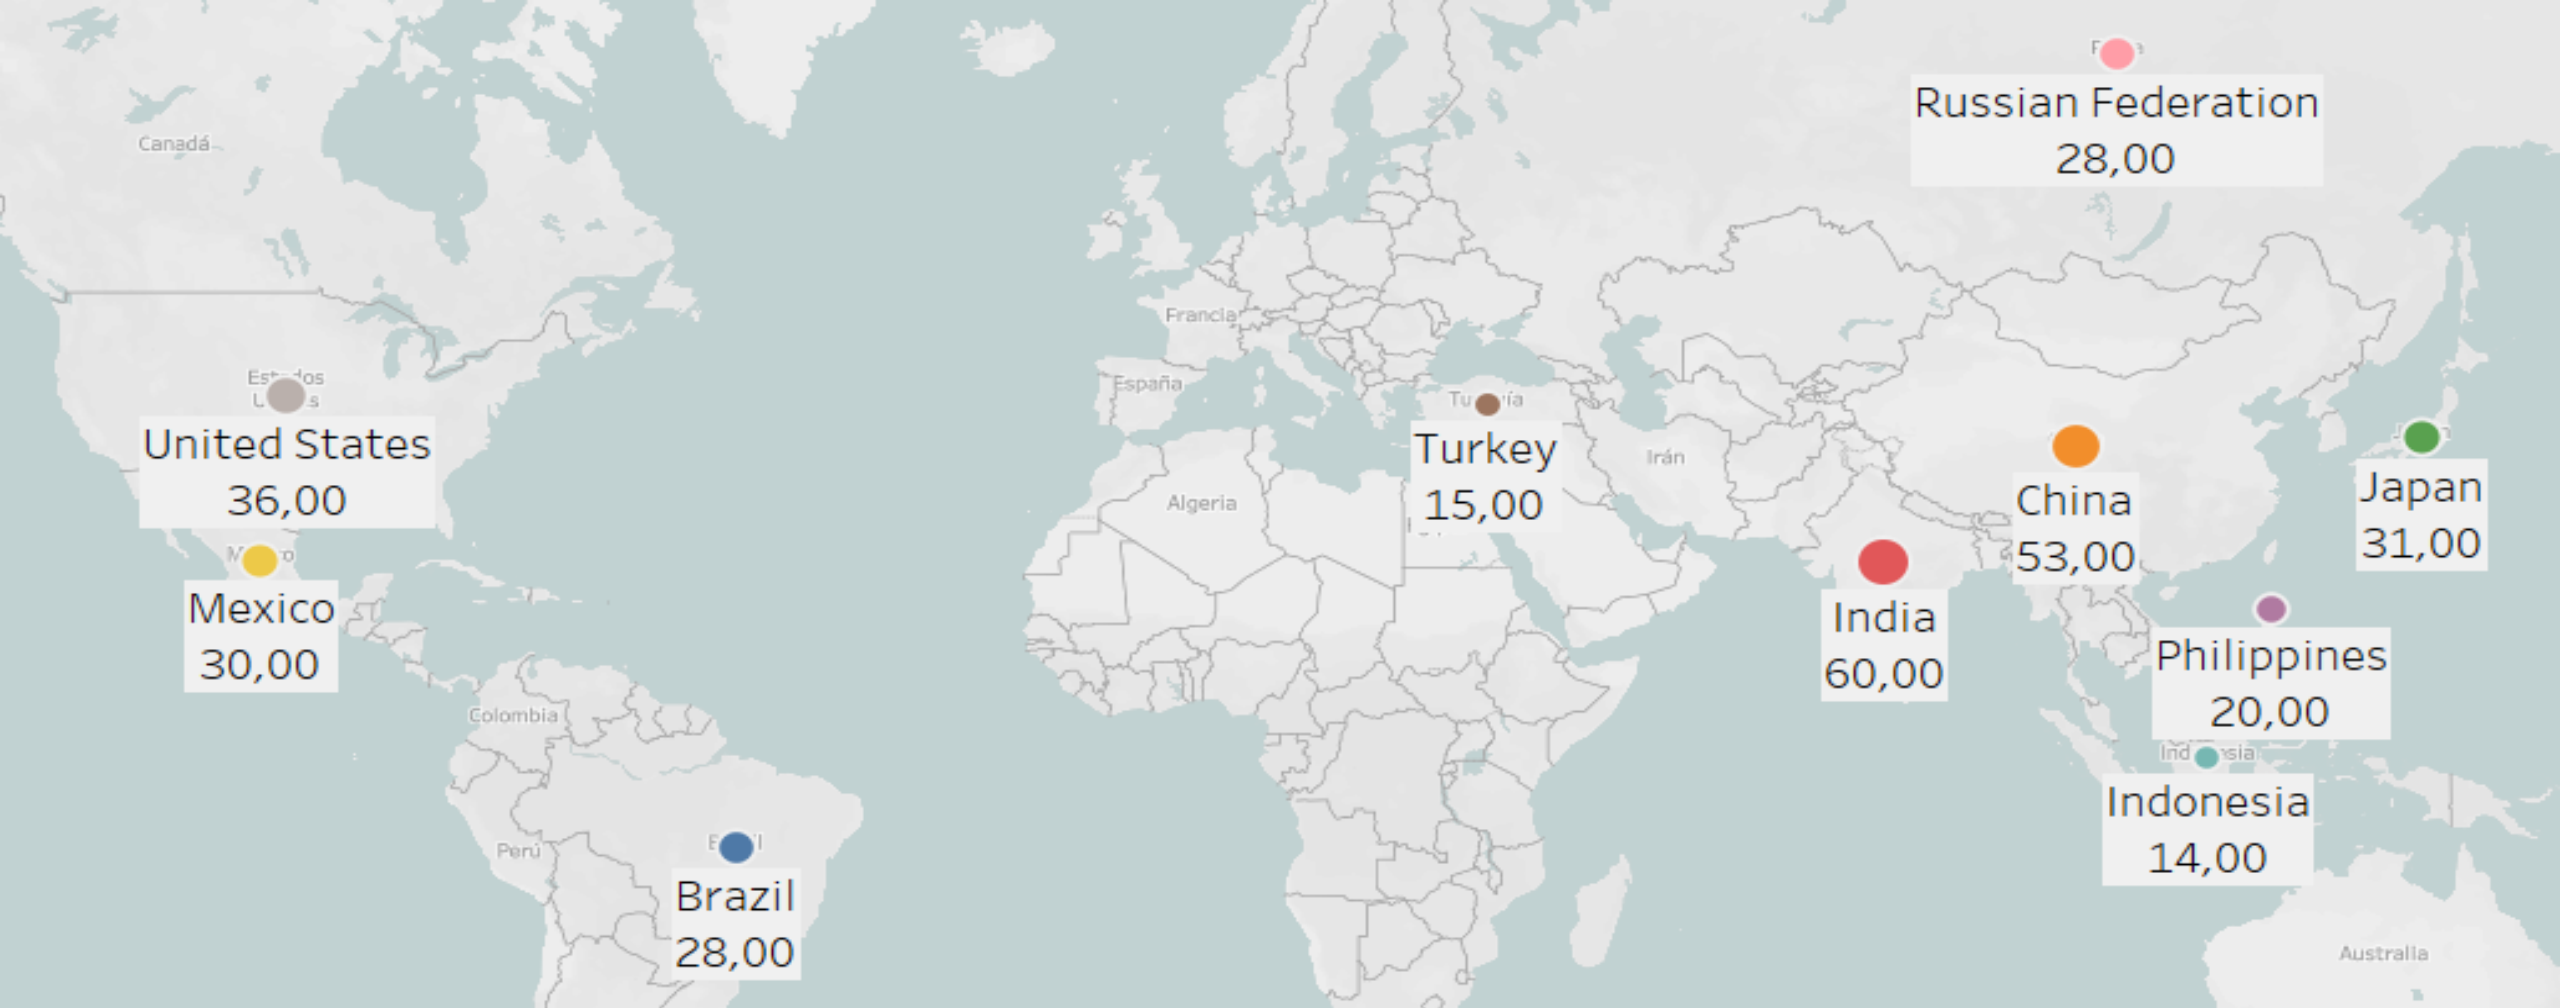 Russian Federation
28,00
Canadá
Francia
España
United States
36,00
Turkey
15,00
Irán
Algeria
China
53,00
Japan
31,00
Mexico
30,00
India
60,00
Philippines
20,00
Colombia
Indonesia
14,00
Perú
Brazil
28,00
Australia